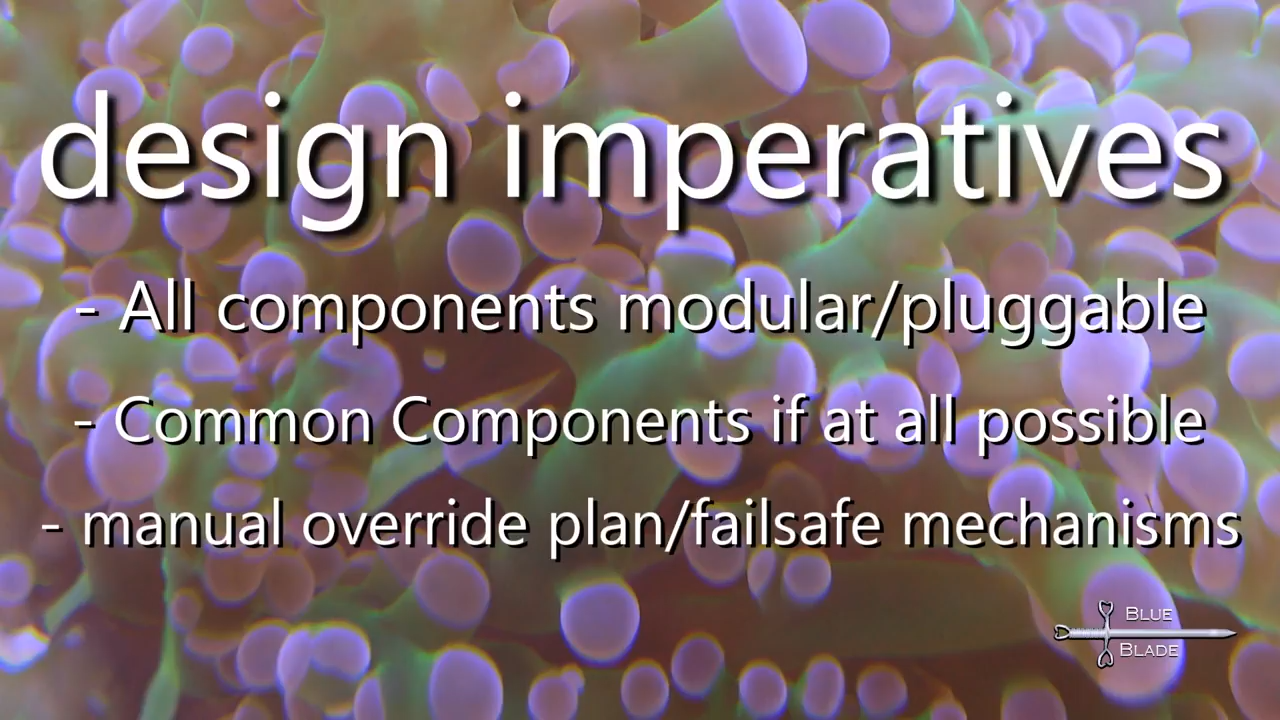 design imperatives
- All components modular/pluggable
- Common Components if at all possible
- manual override plan/failsafe mechanisms
BLUE
BLADE